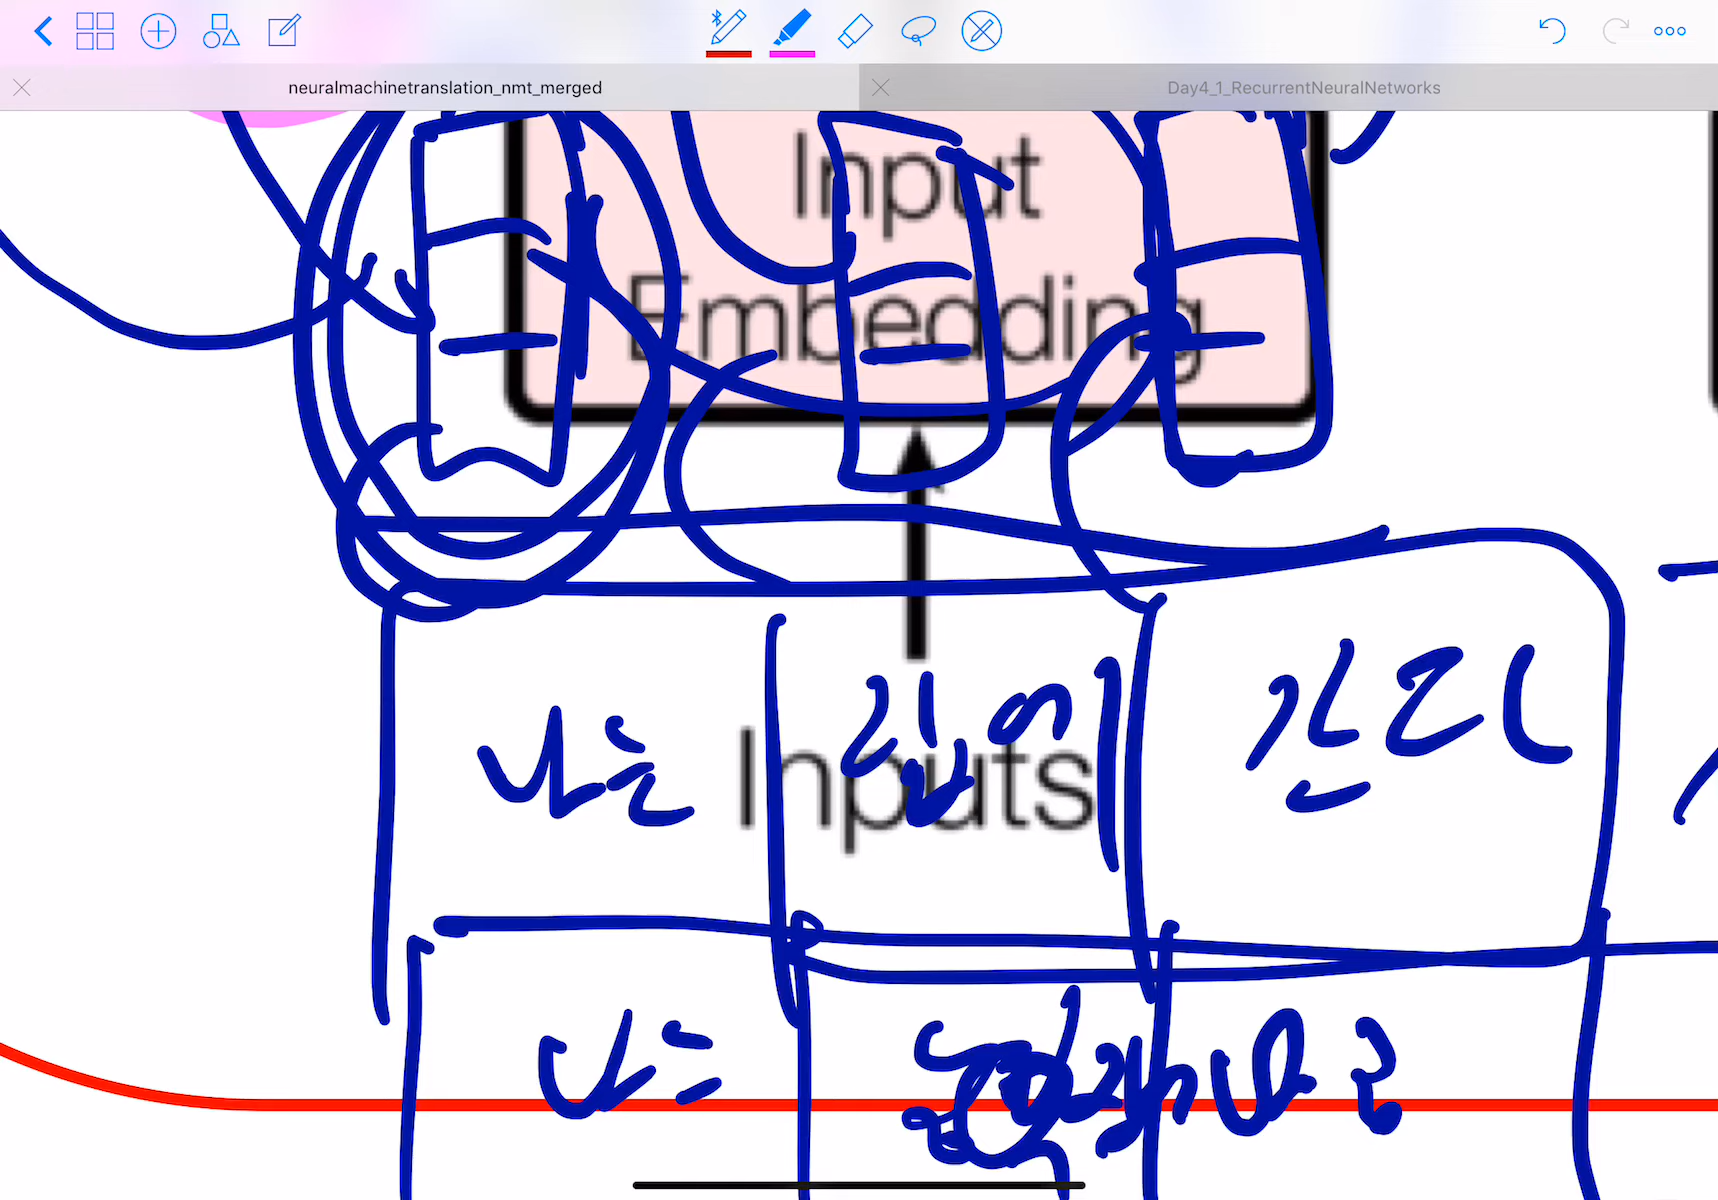 neuralmachinetranslation_nmt_merged
Day4_1_RecurrentNeuralNetworks
Input
Embedding
Inputs
나는 집에 간다
나는